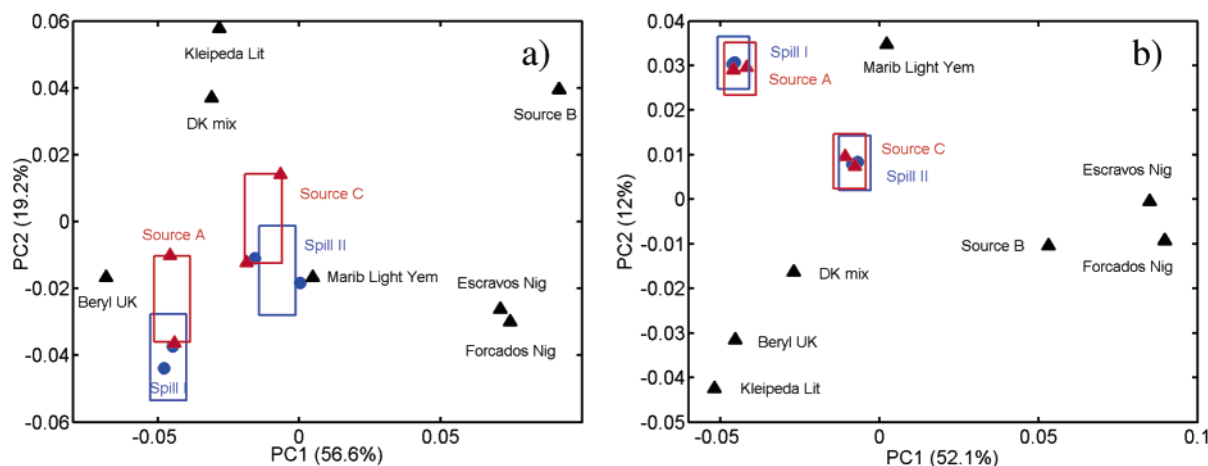 a)
0.06
0.04
0.02
0
-0.02
-0.04
-0.06
PC2 (19.2%)
Kleipeda Lit
DK mix
Source B
Source C
Source A
Spill II
Marib Light Yem
Beryl UK
Escravos Nig
Forcados Nig
Spill I
-0.05
0
0.05
PC1 (56.6%)
b)
0.04
0.03
0.02
0.01
0
-0.01
-0.02
-0.03
-0.04
-0.05
PC2 (12%)
Spill I
Source A
Marib Light Yem
Source C
Spill II
Escravos Nig
Source B
Forcados Nig
DK mix
Beryl UK
Kleipeda Lit
-0.05
0
0.05
0.1
PC1 (52.1%)